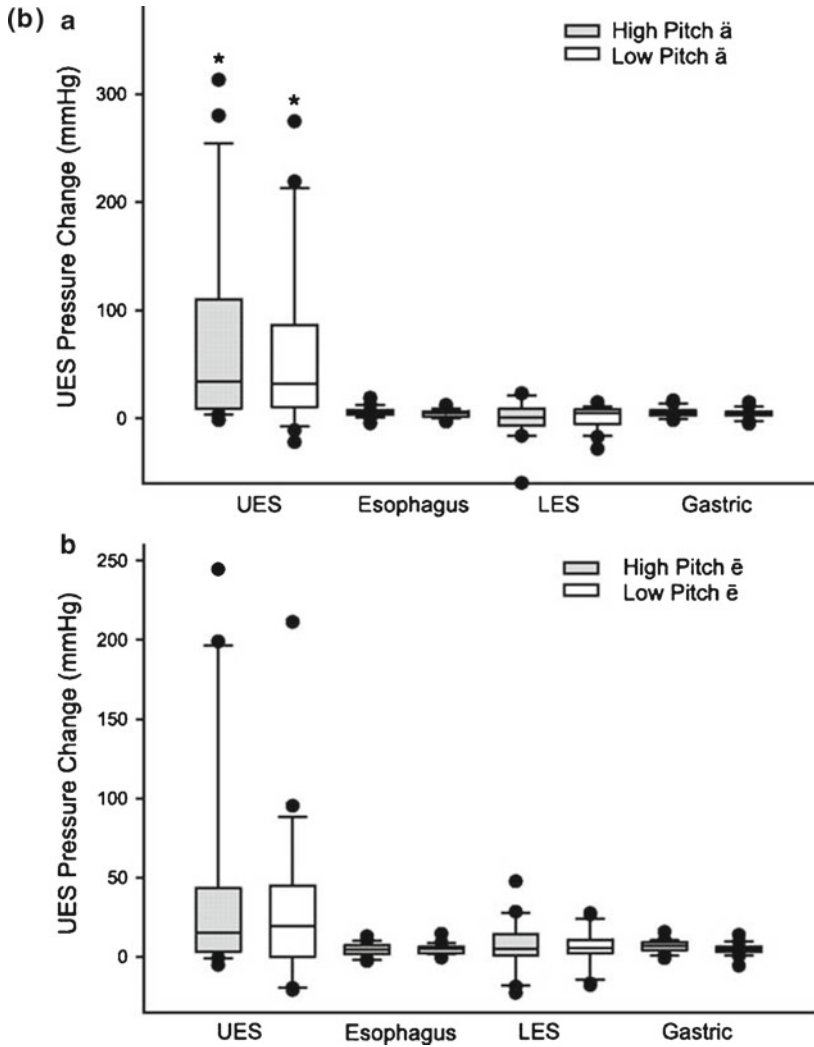 (b) a
High Pitch ä
Low Pitch ā
UES Pressure Change (mmHg)
300
200
100
0
UES Esophagus LES Gastric
b
High Pitch ē
Low Pitch ē
UES Pressure Change (mmHg)
250
200
150
100
50
0
UES Esophagus LES Gastric